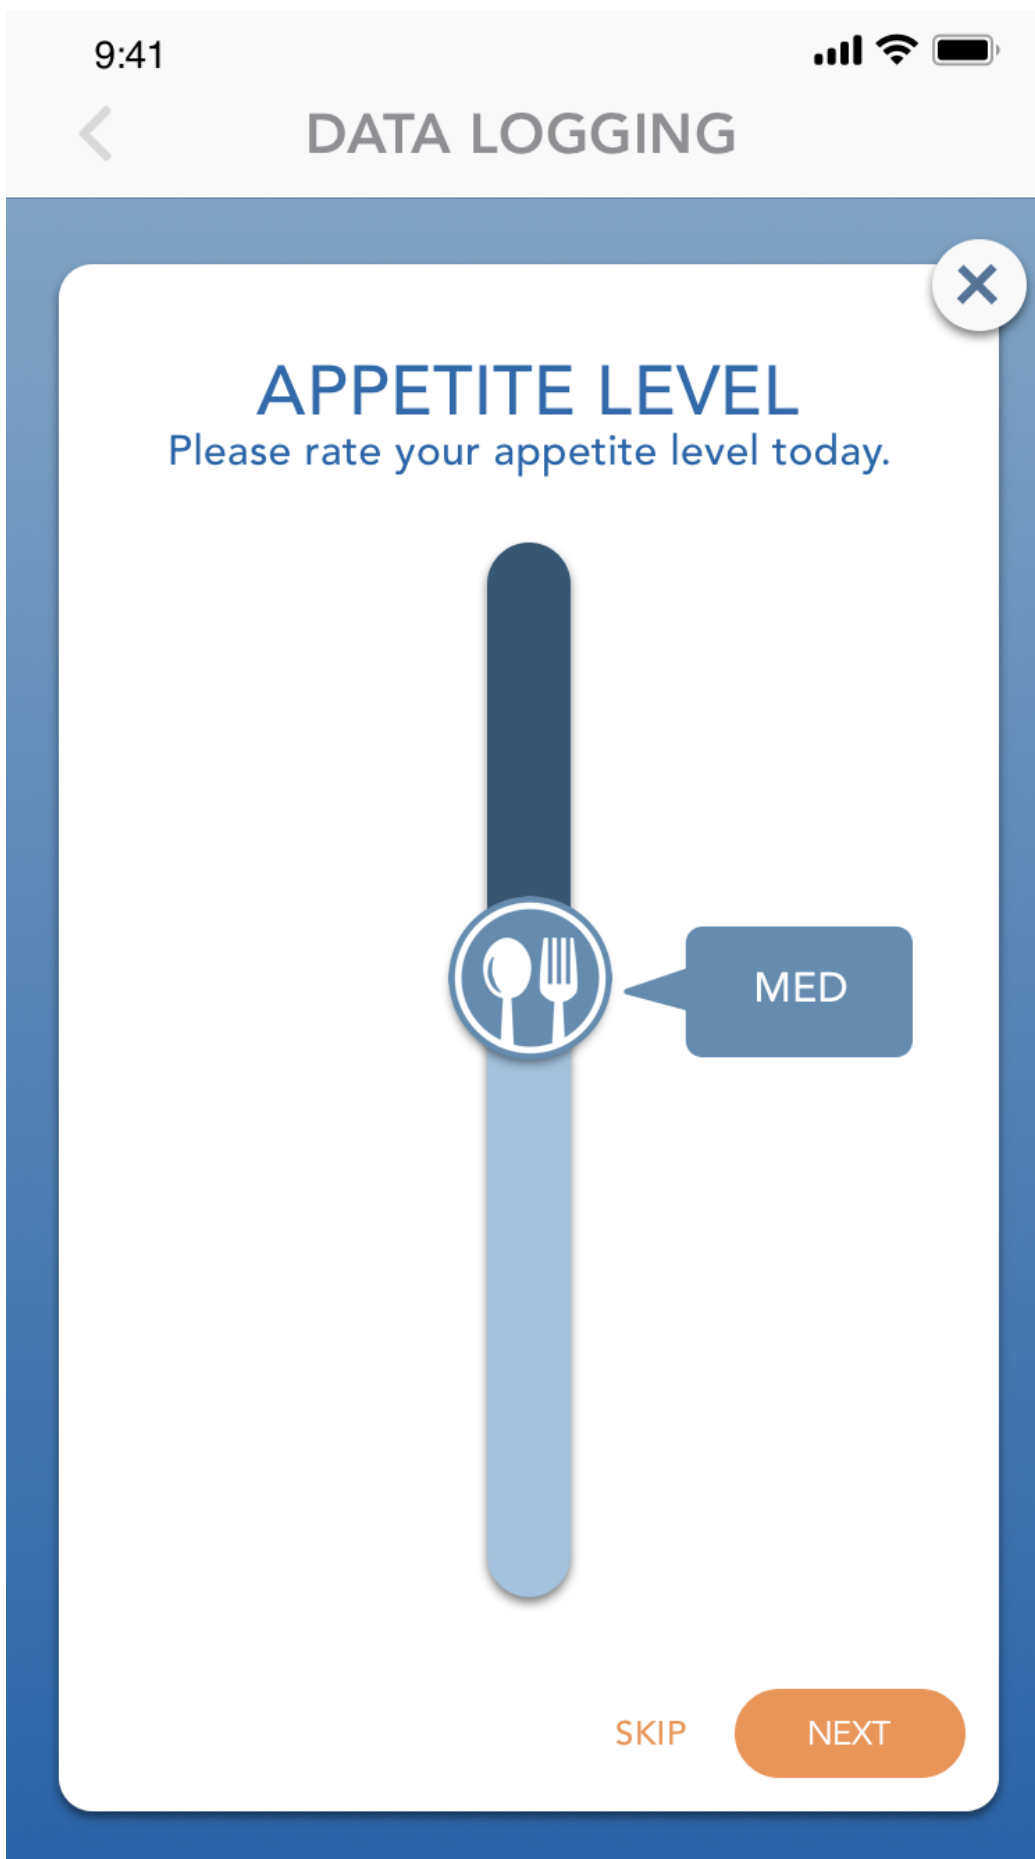 9:41
DATA LOGGING
APPETITE LEVEL
Please rate your appetite level today.
MED
SKIP
NEXT